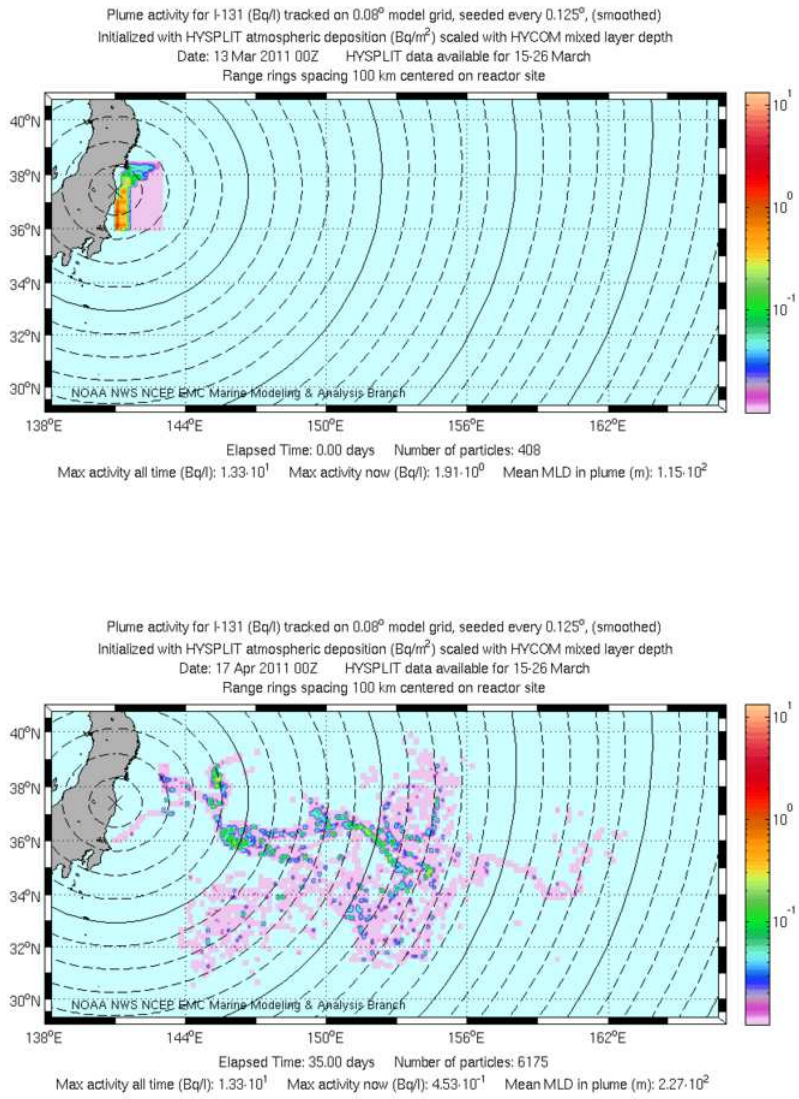 Plume activity for I-131 (Bq/l) tracked on 0.08° model grid, seeded every 0.125°, (smoothed)
Initialized with HYSPLIT atmospheric deposition (Bq/m²) scaled with HYCOM mixed layer depth
Date: 13 Mar 2011 00Z HYSPLIT data available for 15-26 March
Range rings spacing 100 km centered on reactor site
40°N
38°N
36°N
34°N
32°N
30°N
10¹
10⁰
10⁻¹
NOAA NWS NCEP EMC Marine Modeling & Analysis Branch
138°E 144°E 150°E 156°E 162°E
Elapsed Time: 0.00 days Number of particles: 408
Max activity all time (Bq/l): 1.33·10¹ Max activity now (Bq/l): 1.91·10⁰ Mean MLD in plume (m): 1.15·10²
Plume activity for I-131 (Bq/l) tracked on 0.08° model grid, seeded every 0.125°, (smoothed)
Initialized with HYSPLIT atmospheric deposition (Bq/m²) scaled with HYCOM mixed layer depth
Date: 17 Apr 2011 00Z HYSPLIT data available for 15-26 March
Range rings spacing 100 km centered on reactor site
40°N
38°N
36°N
34°N
32°N
30°N
10¹
10⁰
10⁻¹
NOAA NWS NCEP EMC Marine Modeling & Analysis Branch
138°E 144°E 150°E 156°E 162°E
Elapsed Time: 35.00 days Number of particles: 6175
Max activity all time (Bq/l): 1.33·10¹ Max activity now (Bq/l): 4.53·10⁻¹ Mean MLD in plume (m): 2.27·10²